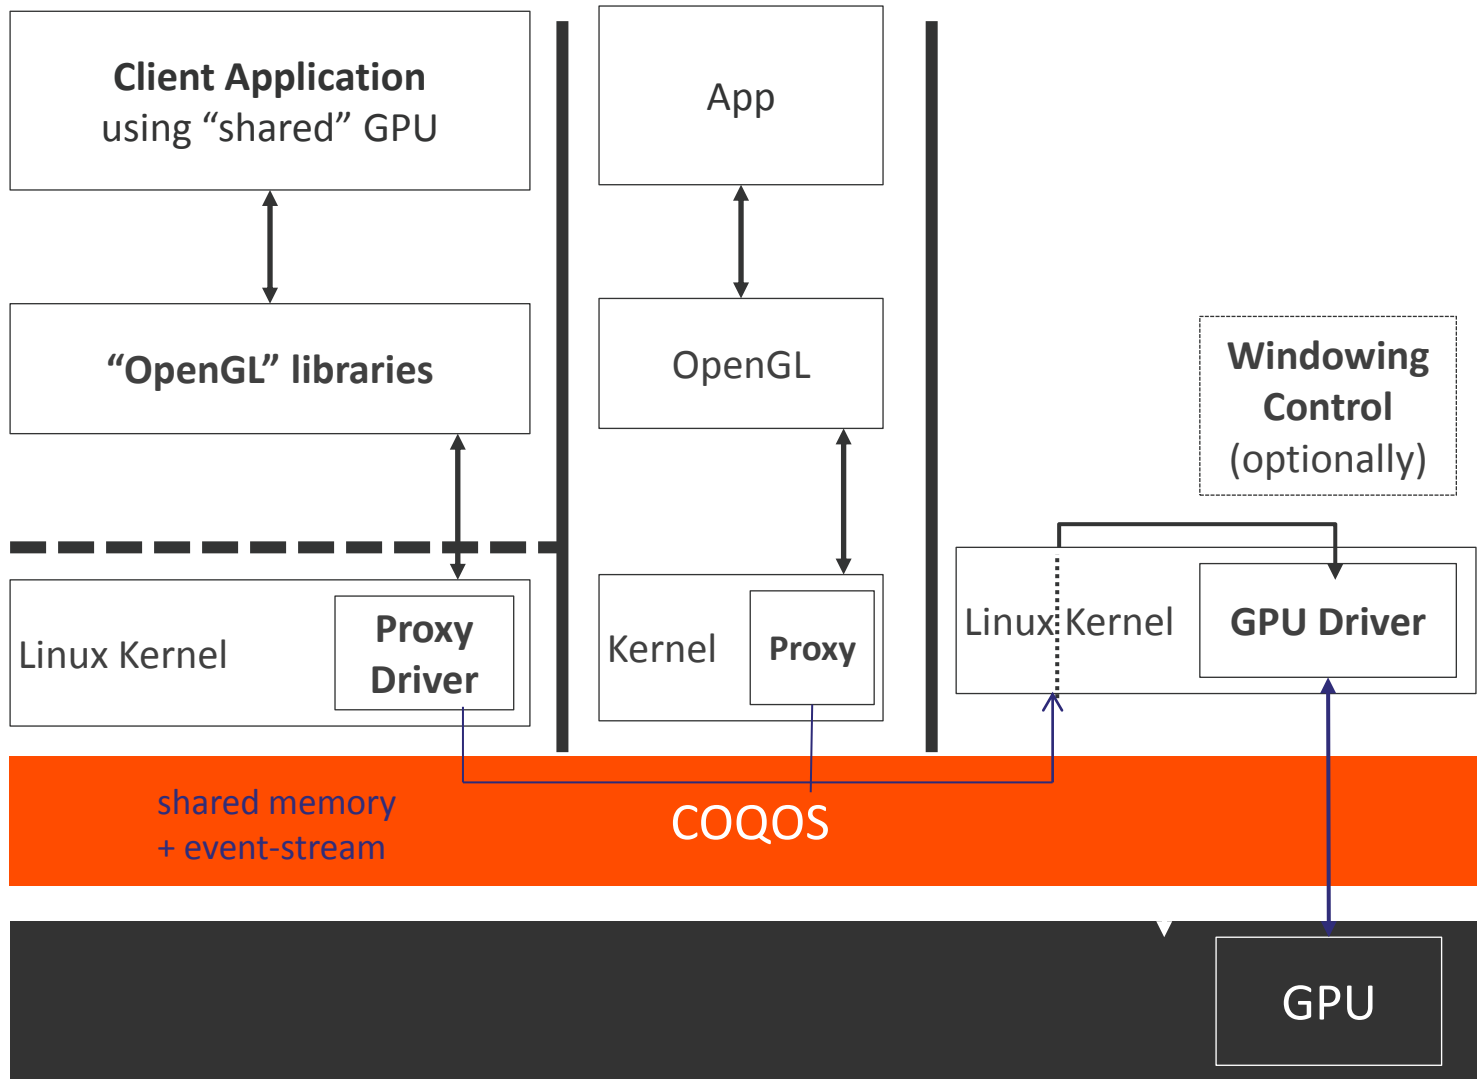 Client Application
using “shared” GPU
App
“OpenGL” libraries
OpenGL
Windowing
Control
(optionally)
Linux Kernel
Proxy
Driver
Kernel
Proxy
Linux Kernel
GPU Driver
shared memory
+ event-stream
COQOS
GPU